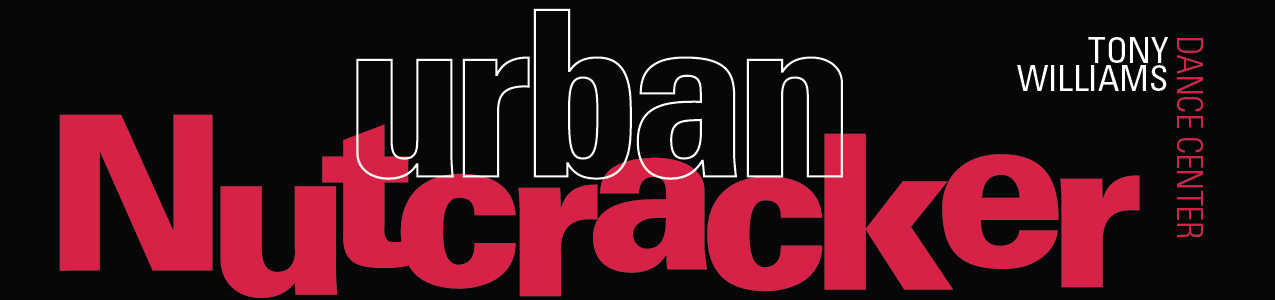 urban
Nutcracker
TONY
WILLIAMS
DANCE CENTER